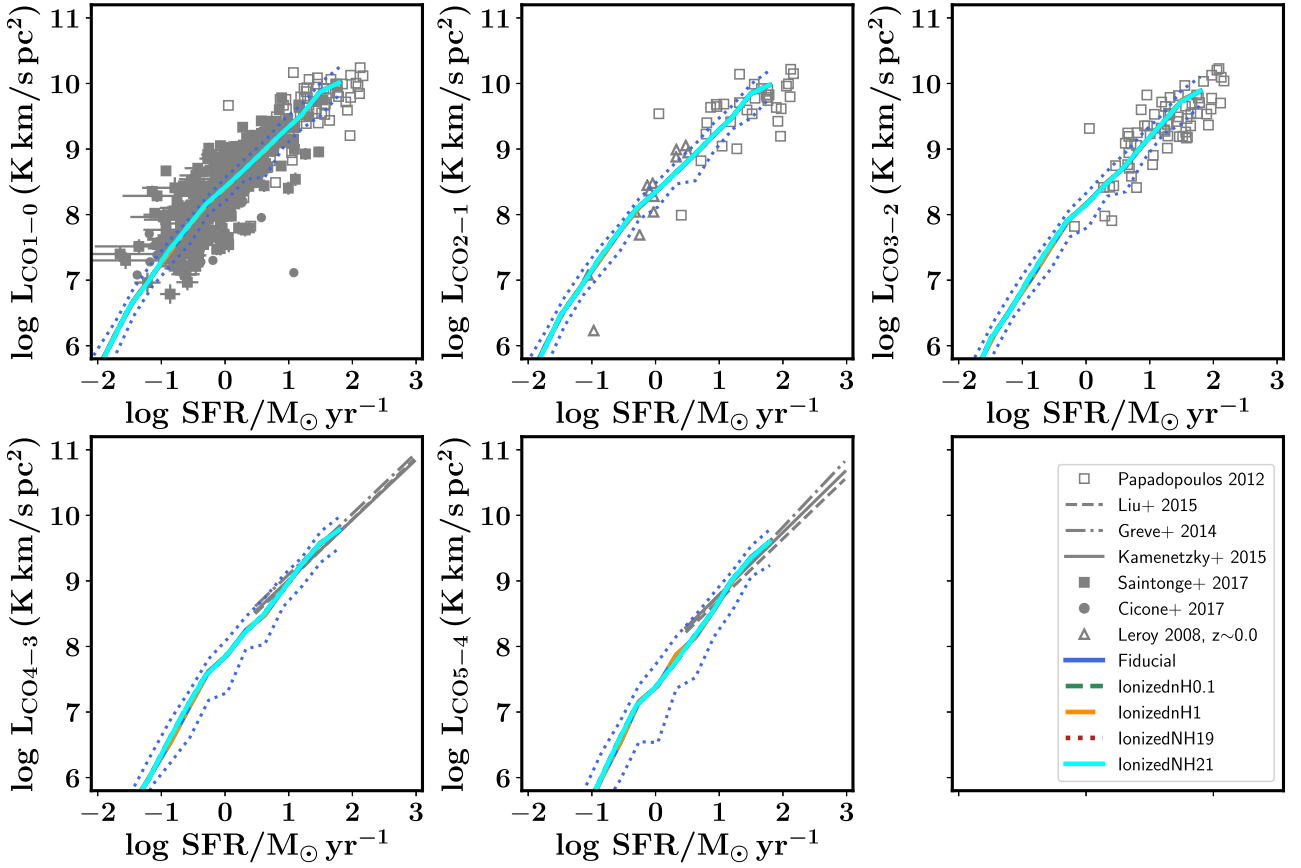 log L_CO1−0 (K km/s pc²)
11
10
9
8
7
6
−2 −1 0 1 2 3
log SFR/M⊙ yr⁻¹
log L_CO2−1 (K km/s pc²)
11
10
9
8
7
6
−2 −1 0 1 2 3
log SFR/M⊙ yr⁻¹
log L_CO3−2 (K km/s pc²)
11
10
9
8
7
6
−2 −1 0 1 2 3
log SFR/M⊙ yr⁻¹
log L_CO4−3 (K km/s pc²)
11
10
9
8
7
6
−2 −1 0 1 2 3
log SFR/M⊙ yr⁻¹
log L_CO5−4 (K km/s pc²)
11
10
9
8
7
6
−2 −1 0 1 2 3
log SFR/M⊙ yr⁻¹
Papadopoulos 2012
Liu+ 2015
Greve+ 2014
Kamenetzky+ 2015
Saintonge+ 2017
Cicone+ 2017
Leroy 2008, z∼0.0
Fiducial
IonizednH0.1
IonizednH1
IonizedNH19
IonizedNH21